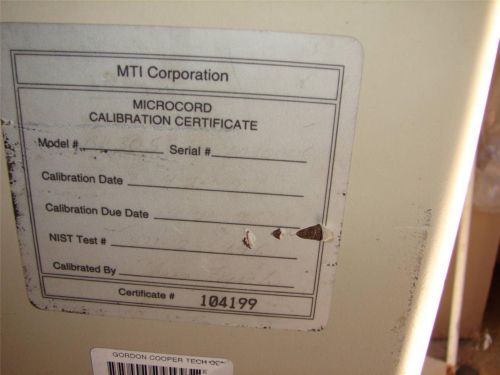 MTI Corporation
MICROCORD
CALIBRATION CERTIFICATE
Model # Serial #
Calibration Date
Calibration Due Date
NIST Test #
Calibrated By
Certificate # 104199
GORDON COOPER TECH